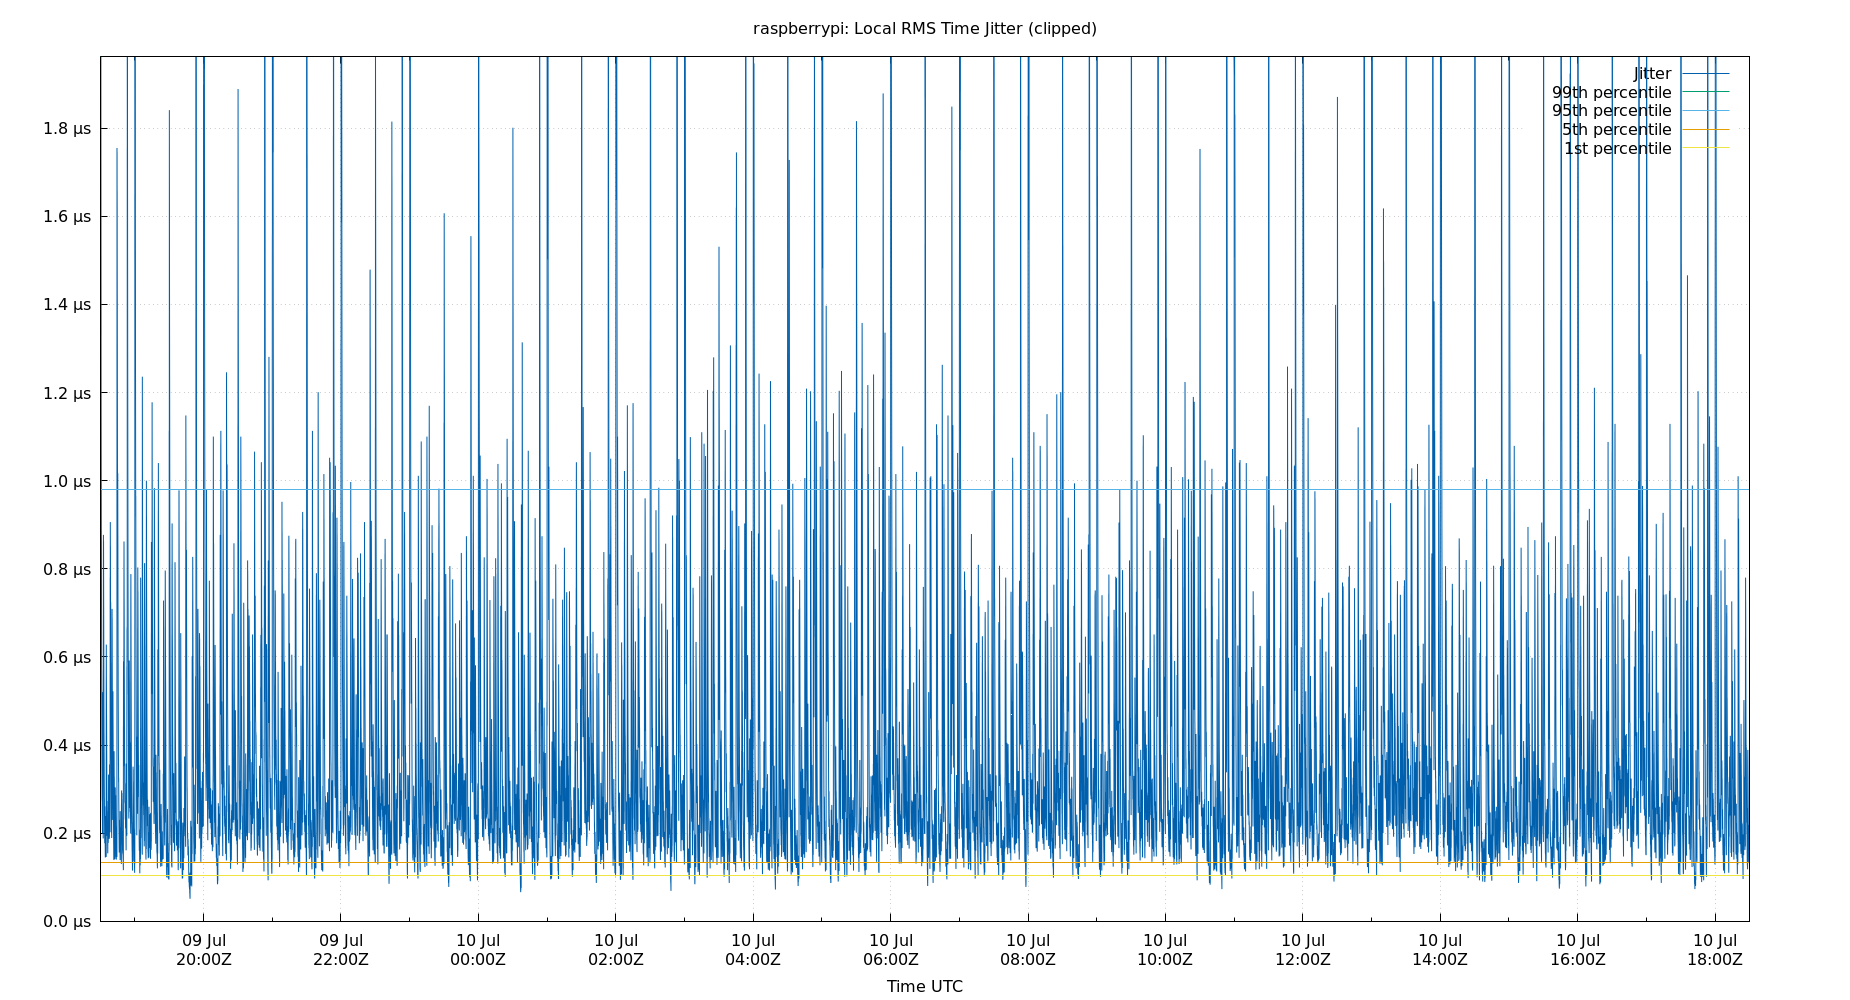 raspberrypi: Local RMS Time Jitter (clipped)
Jitter
99th percentile
95th percentile
5th percentile
1st percentile
1.8 µs
1.6 µs
1.4 µs
1.2 µs
1.0 µs
0.8 µs
0.6 µs
0.4 µs
0.2 µs
0.0 µs
09 Jul 09 Jul 10 Jul 10 Jul 10 Jul 10 Jul 10 Jul 10 Jul 10 Jul 10 Jul 10 Jul 10 Jul
20:00Z 22:00Z 00:00Z 02:00Z 04:00Z 06:00Z 08:00Z 10:00Z 12:00Z 14:00Z 16:00Z 18:00Z
Time UTC